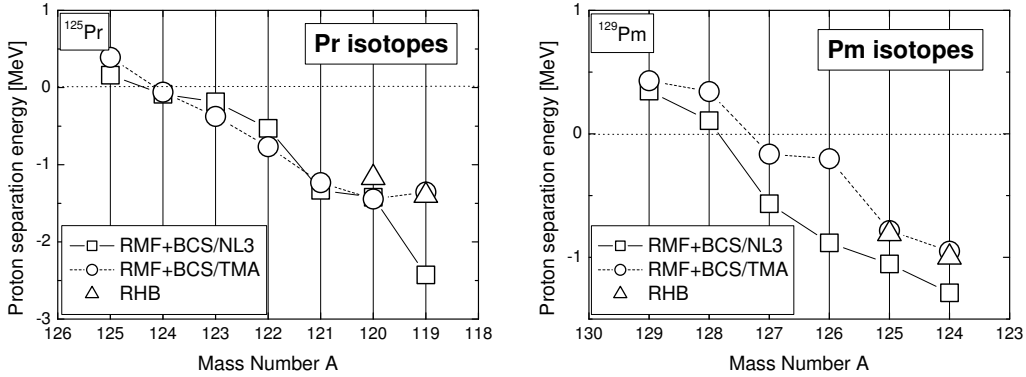 ¹²⁵Pr
Pr isotopes
Proton separation energy [MeV]
1
0
-1
-2
-3
RMF+BCS/NL3
RMF+BCS/TMA
RHB
126 125 124 123 122 121 120 119 118
Mass Number A
¹²⁹Pm
Pm isotopes
Proton separation energy [MeV]
1
0
-1
RMF+BCS/NL3
RMF+BCS/TMA
RHB
130 129 128 127 126 125 124 123
Mass Number A